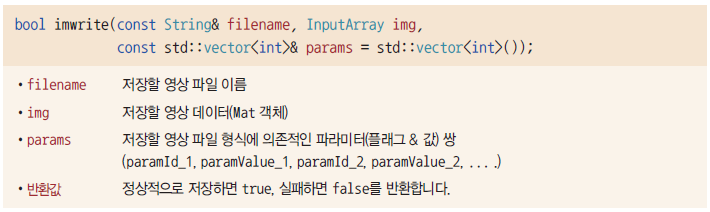 bool imwrite(const String& filename, InputArray img,
const std::vector<int>& params = std::vector<int>());
• filename 저장할 영상 파일 이름
• img 저장할 영상 데이터(Mat 객체)
• params 저장할 영상 파일 형식에 의존적인 파라미터(플래그 & 값) 쌍
(paramId_1, paramValue_1, paramId_2, paramValue_2, ... .)
• 반환값 정상적으로 저장하면 true, 실패하면 false를 반환합니다.